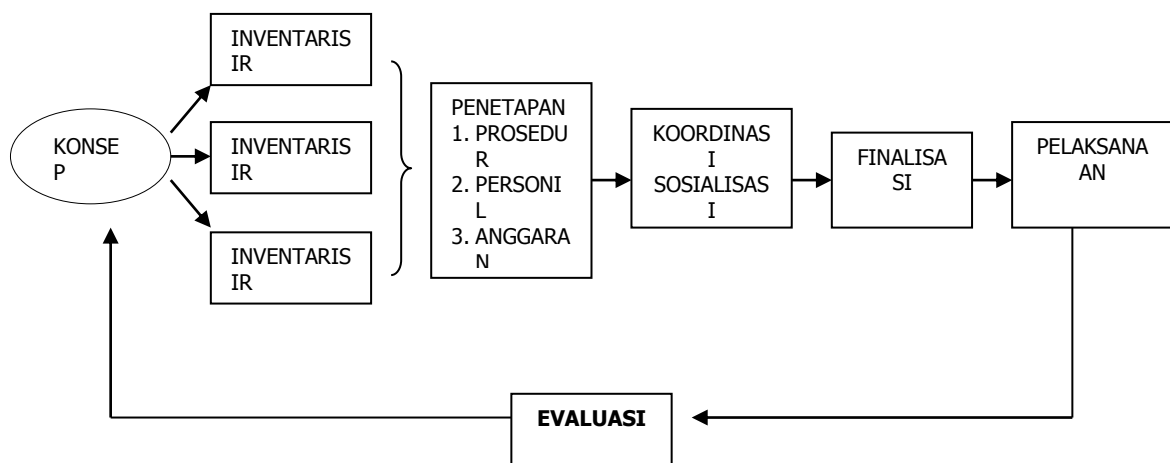 KONSE
P
INVENTARIS
IR
INVENTARIS
IR
INVENTARIS
IR
PENETAPAN
1. PROSEDU
R
2. PERSONI
L
3. ANGGARA
N
KOORDINAS
I
SOSIALISAS
I
FINALISA
SI
PELAKSANA
AN
EVALUASI